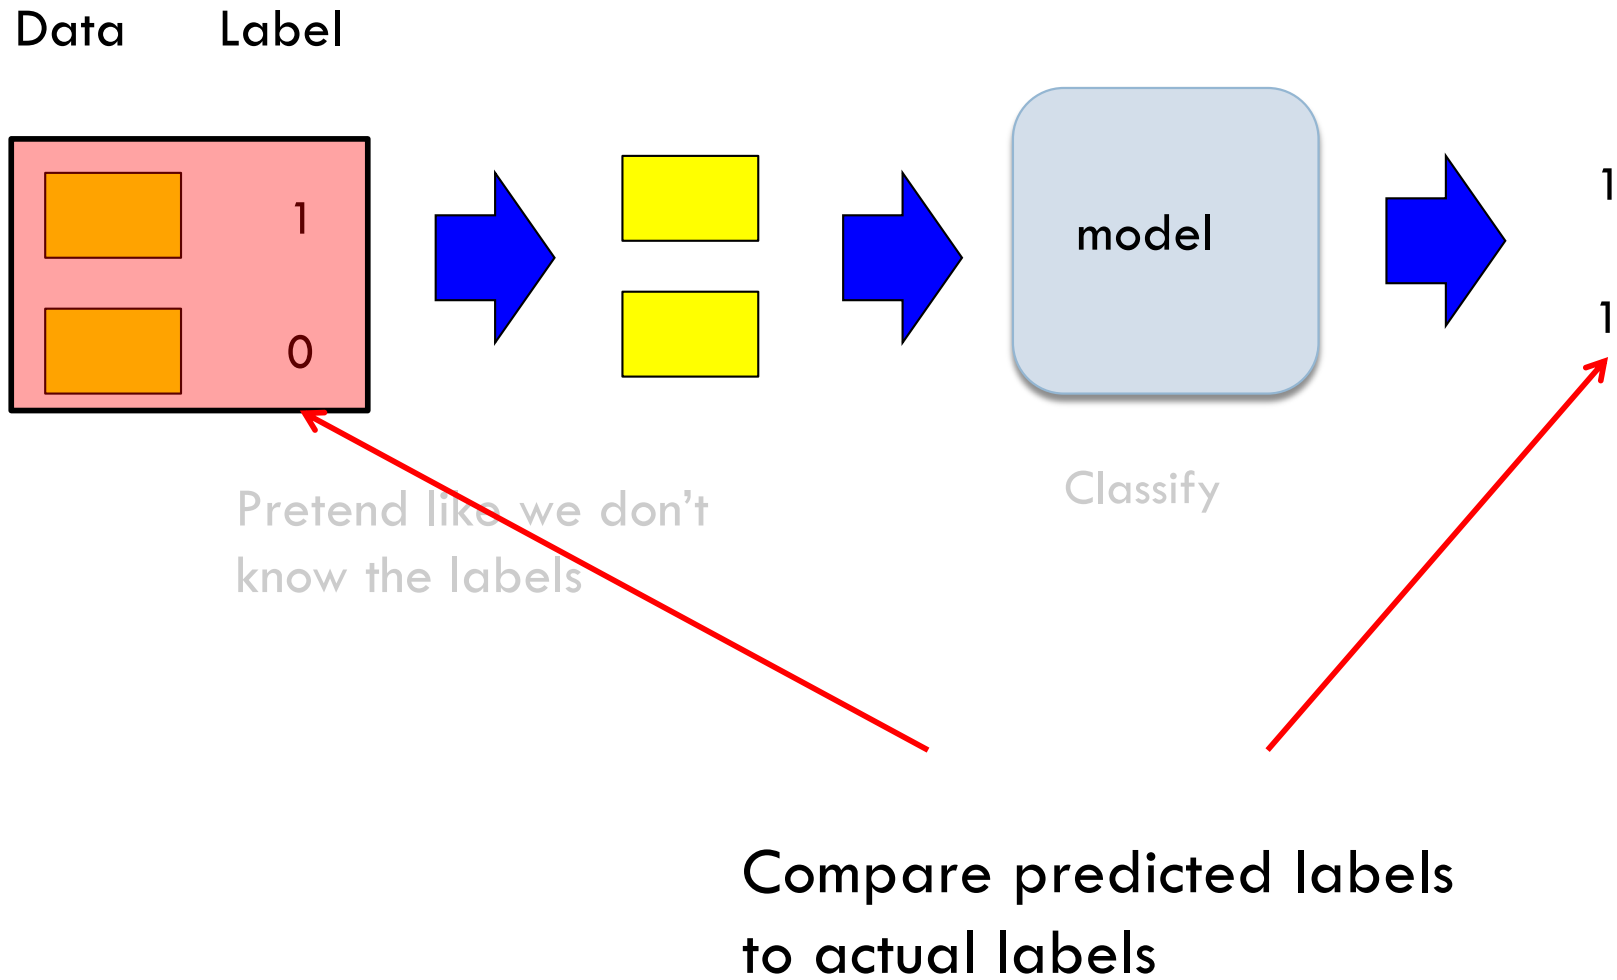 Data Label
1
0
model
1
1
Pretend like we don’t
know the labels
Classify
Compare predicted labels
to actual labels